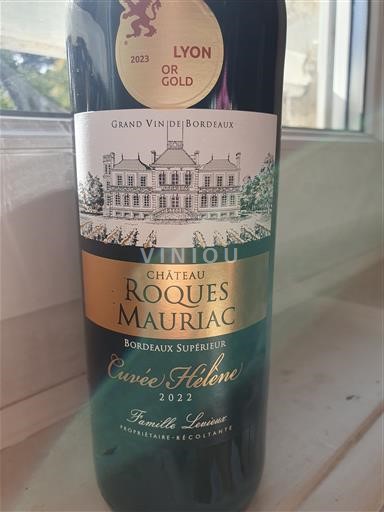 2023
LYON
OR
GOLD
GRAND VIN DE BORDEAUX
VINIOU
CHÂTEAU
ROQUES
MAURIAC
BORDEAUX SUPÉRIEUR
Cuvée Hélène
2022
Famille Levieux
PROPRIÉTAIRE-RÉCOLTANTE